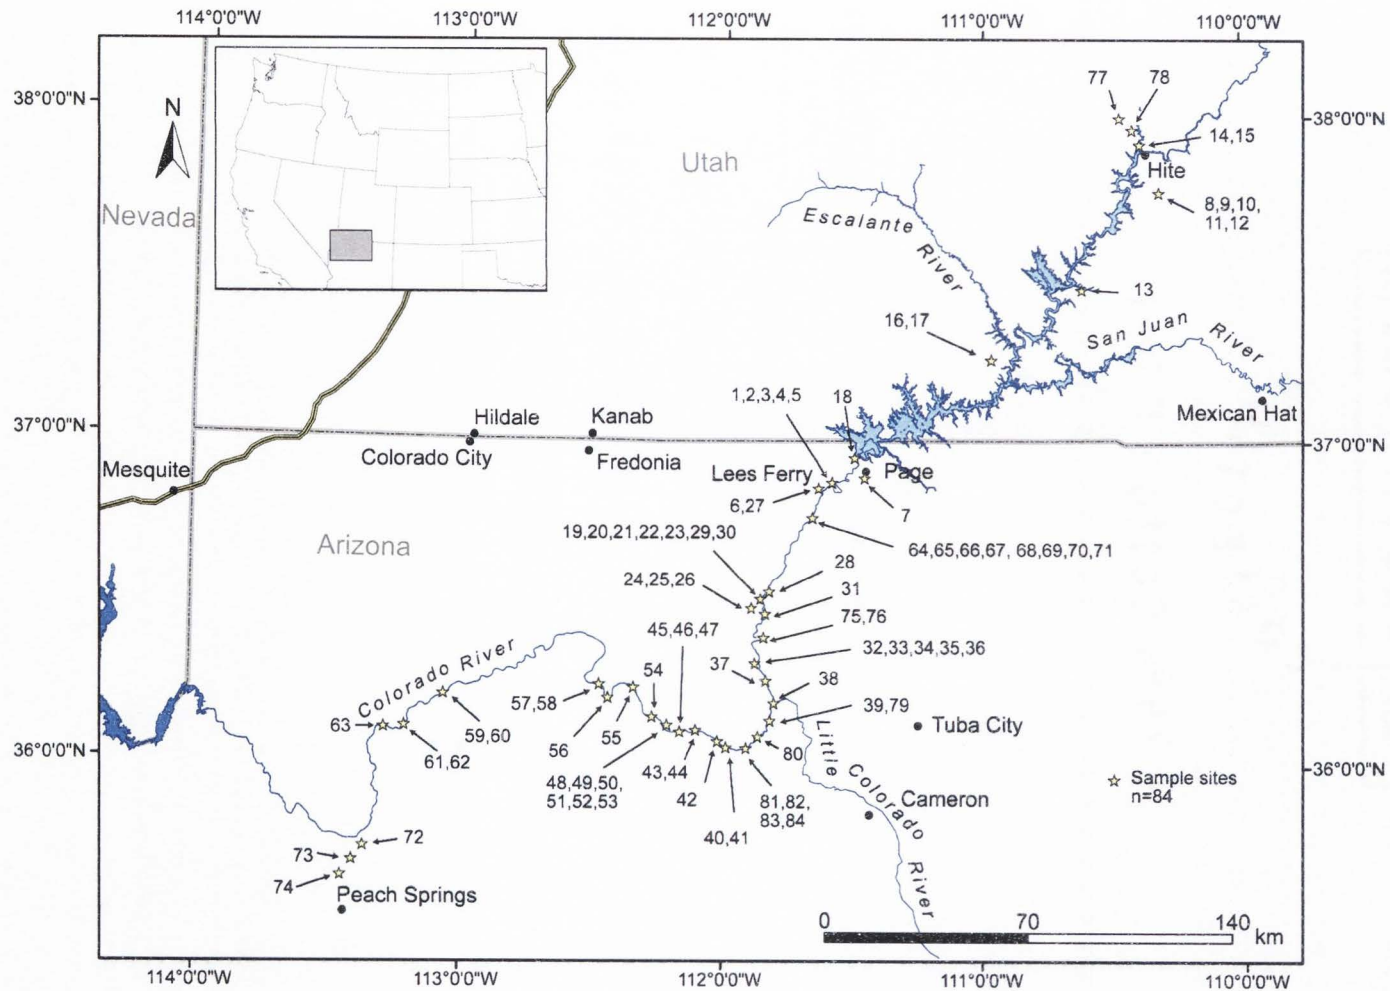 114°0'0"W
113°0'0"W
112°0'0"W
111°0'0"W
110°0'0"W
38°0'0"N
38°0'0"N
N
77
78
14,15
Utah
Hite
Nevada
8,9,10,
11,12
Escalante River
13
16,17
San Juan River
1,2,3,4,5
18
37°0'0"N
Hildale
Kanab
Mexican Hat
37°0'0"N
Colorado City
Fredonia
Mesquite
Lees Ferry
Page
6,27
7
19,20,21,22,23,29,30
64,65,66,67, 68,69,70,71
Arizona
28
24,25,26
31
75,76
45,46,47
32,33,34,35,36
Colorado River
37
54
38
57,58
39,79
63
59,60
Tuba City
36°0'0"N
56
55
80
61,62
43,44
Little Colorado River
36°0'0"N
48,49,50,
51,52,53
42
Sample sites
n=84
81,82,
83,84
Cameron
40,41
72
73
74
Peach Springs
0
70
140
km
114°0'0"W
113°0'0"W
112°0'0"W
111°0'0"W
110°0'0"W